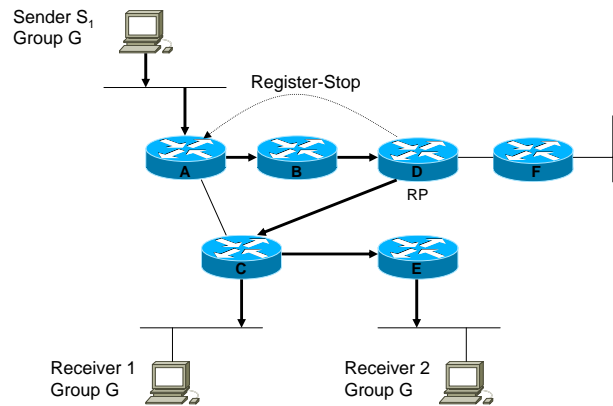 Sender S₁
Group G
Register-Stop
A
B
D
F
RP
C
E
Receiver 1
Group G
Receiver 2
Group G